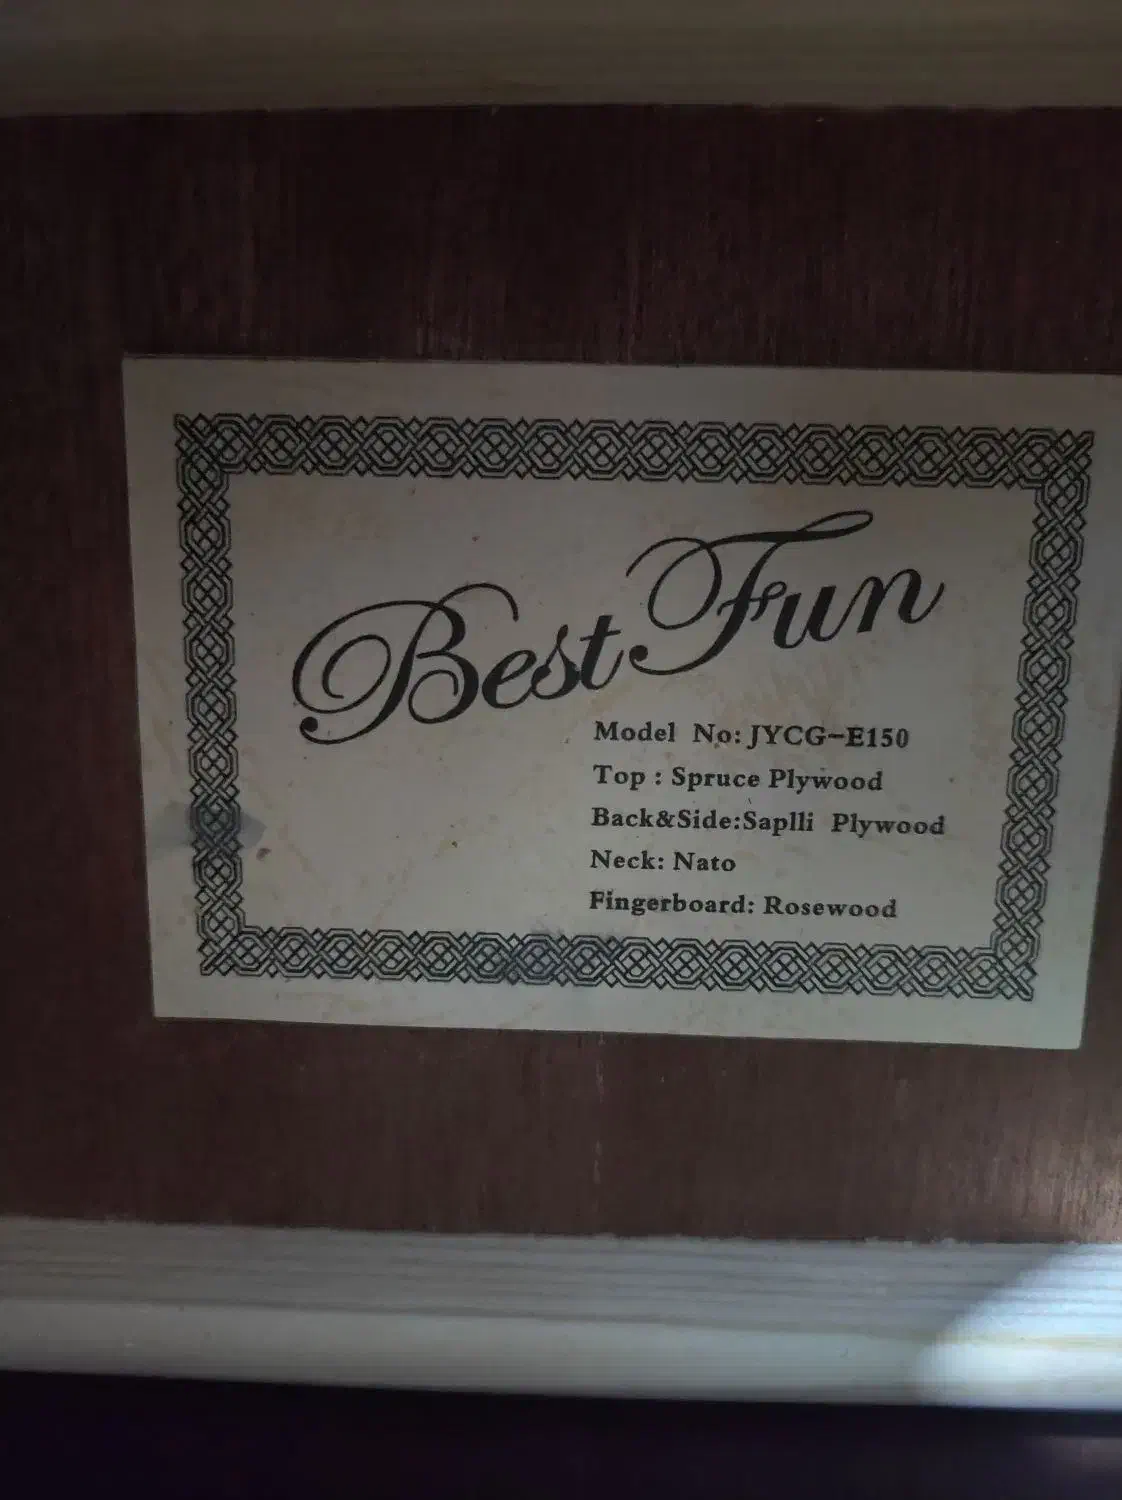 Best Fun
Model No: JYCG-E150
Top : Spruce Plywood
Back&Side:Saplli Plywood
Neck: Nato
Fingerboard: Rosewood